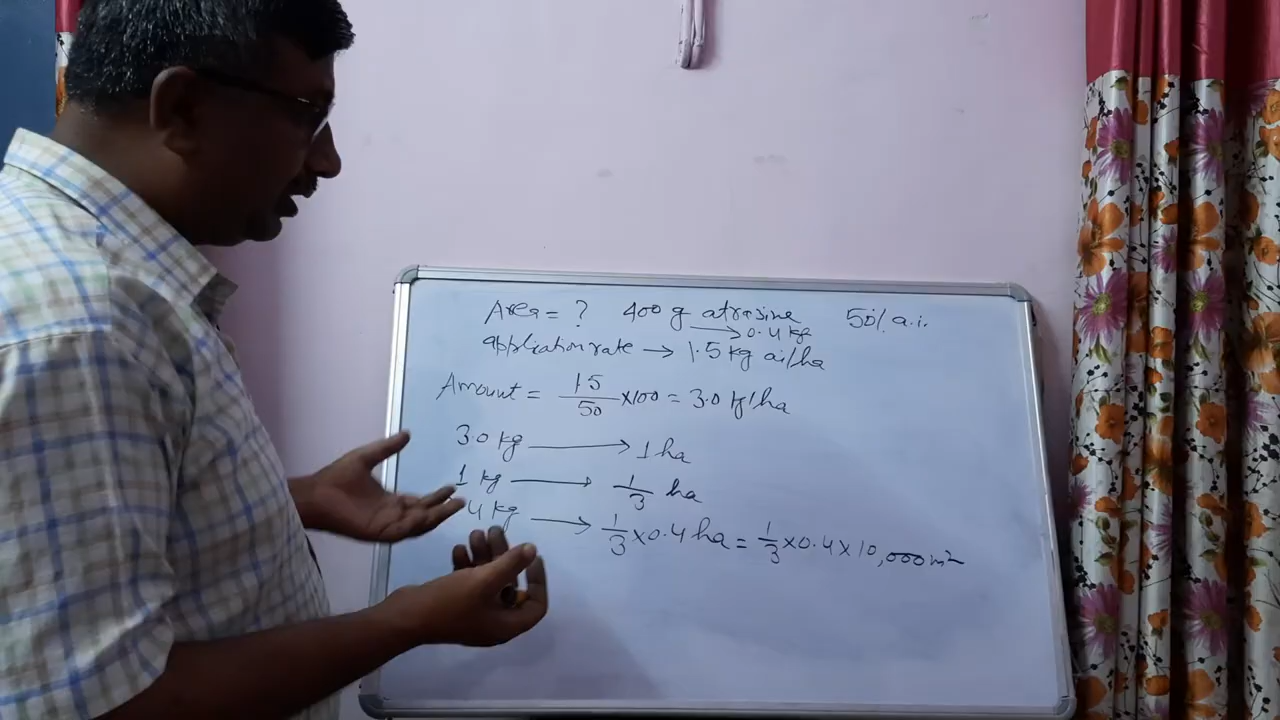 Area = ? 400 g atrasine 50% a.i.
→ 0.4 kg
application rate → 1.5 kg ai/ha
Amount = 1.5/50 × 100 = 3.0 kg/ha
3.0 kg → 1 ha
1 kg → 1/3 ha
4 kg → 1/3 × 0.4 ha = 1/3 × 0.4 × 10,000 m²